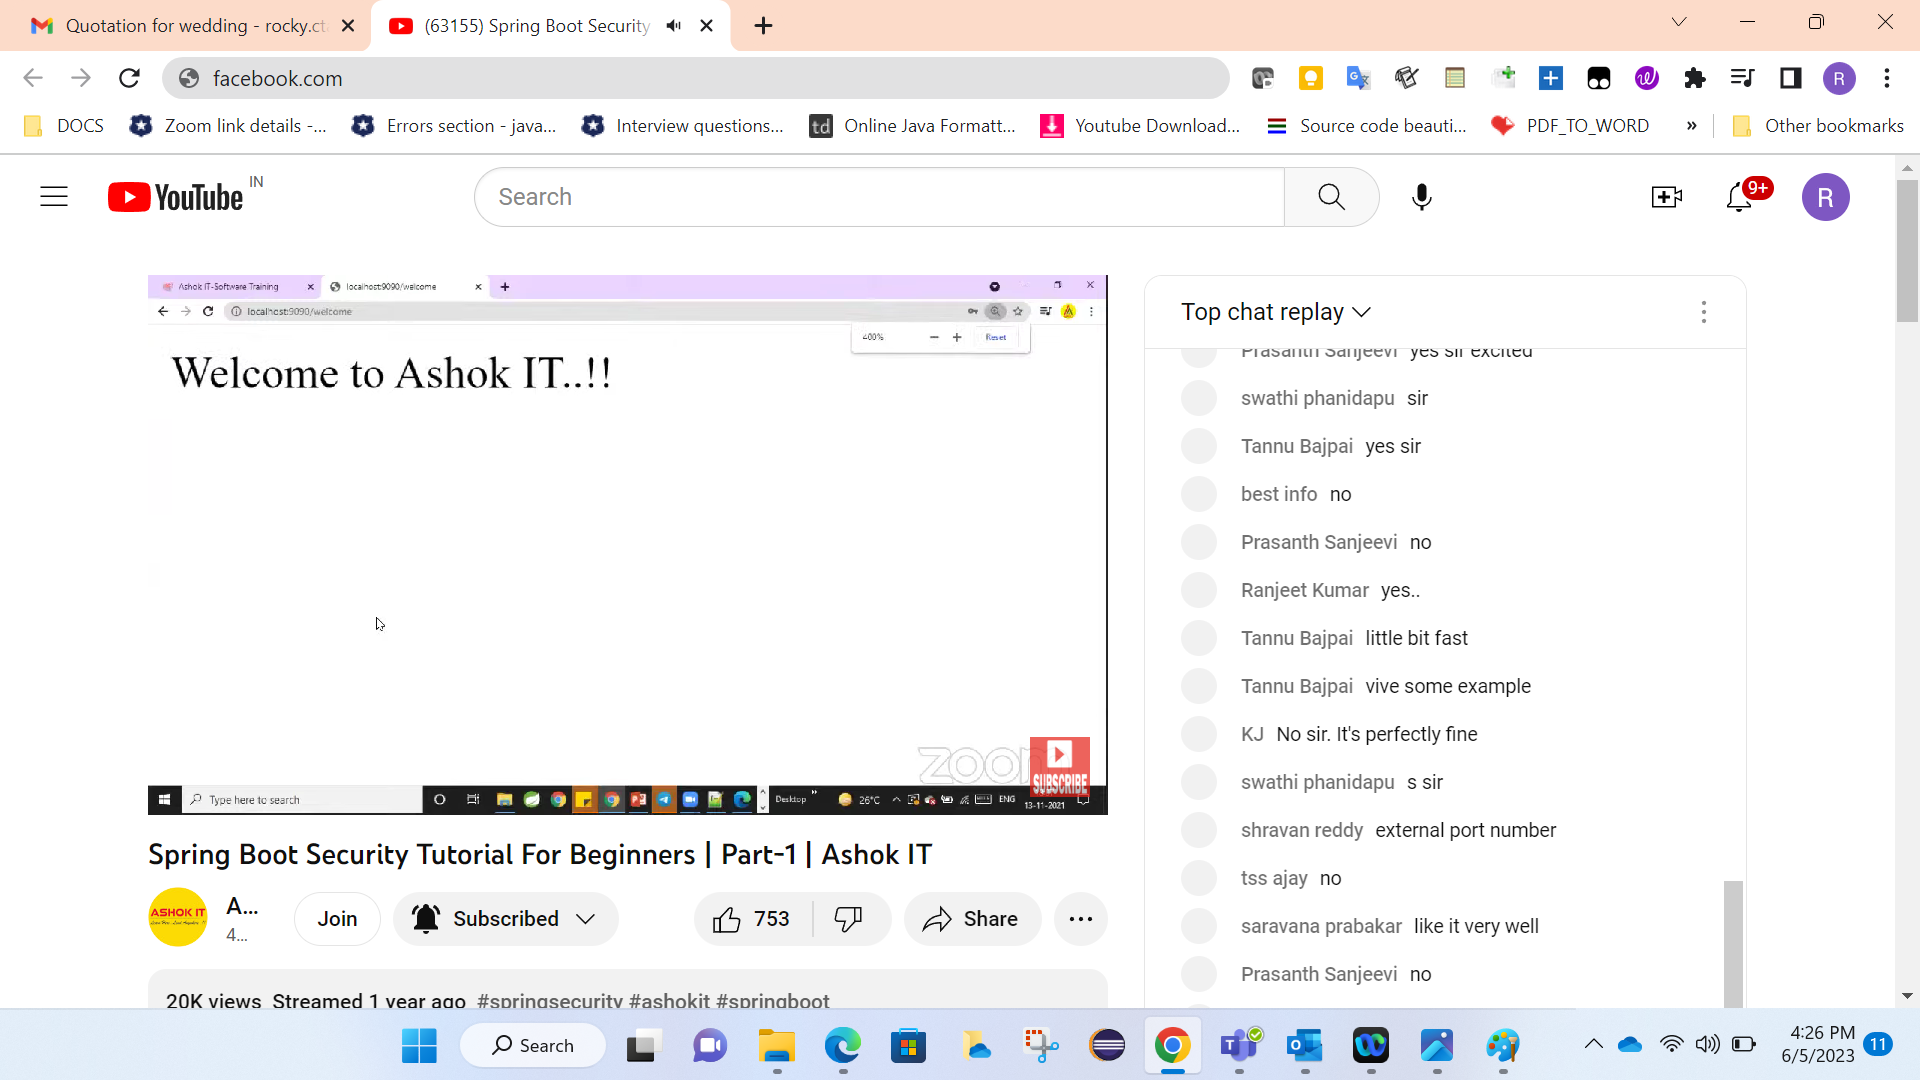 Quotation for wedding - rocky.ct
(63155) Spring Boot Security
facebook.com
R
DOCS
Zoom link details -...
Errors section - java...
Interview questions...
td
Online Java Formatt...
Youtube Download...
Source code beauti...
PDF_TO_WORD
»
Other bookmarks
YouTube IN
Search
9+
R
Ashok IT-Software Training
localhost:9090/welcome
localhost:9090/welcome
400%
Reset
Welcome to Ashok IT..!!
zoom
SUBSCRIBE
Type here to search
Desktop
26°C
ENG
13-11-2021
Top chat replay
Prasanth Sanjeevi yes sir excited
swathi phanidapu sir
Tannu Bajpai yes sir
best info no
Prasanth Sanjeevi no
Ranjeet Kumar yes..
Tannu Bajpai little bit fast
Tannu Bajpai vive some example
KJ No sir. It's perfectly fine
swathi phanidapu s sir
shravan reddy external port number
tss ajay no
saravana prabakar like it very well
Prasanth Sanjeevi no
Spring Boot Security Tutorial For Beginners | Part-1 | Ashok IT
ASHOK IT
A...
4...
Join
Subscribed
753
Share
20K views Streamed 1 year ago #springsecurity #ashokit #springboot
Search
4:26 PM
6/5/2023
11